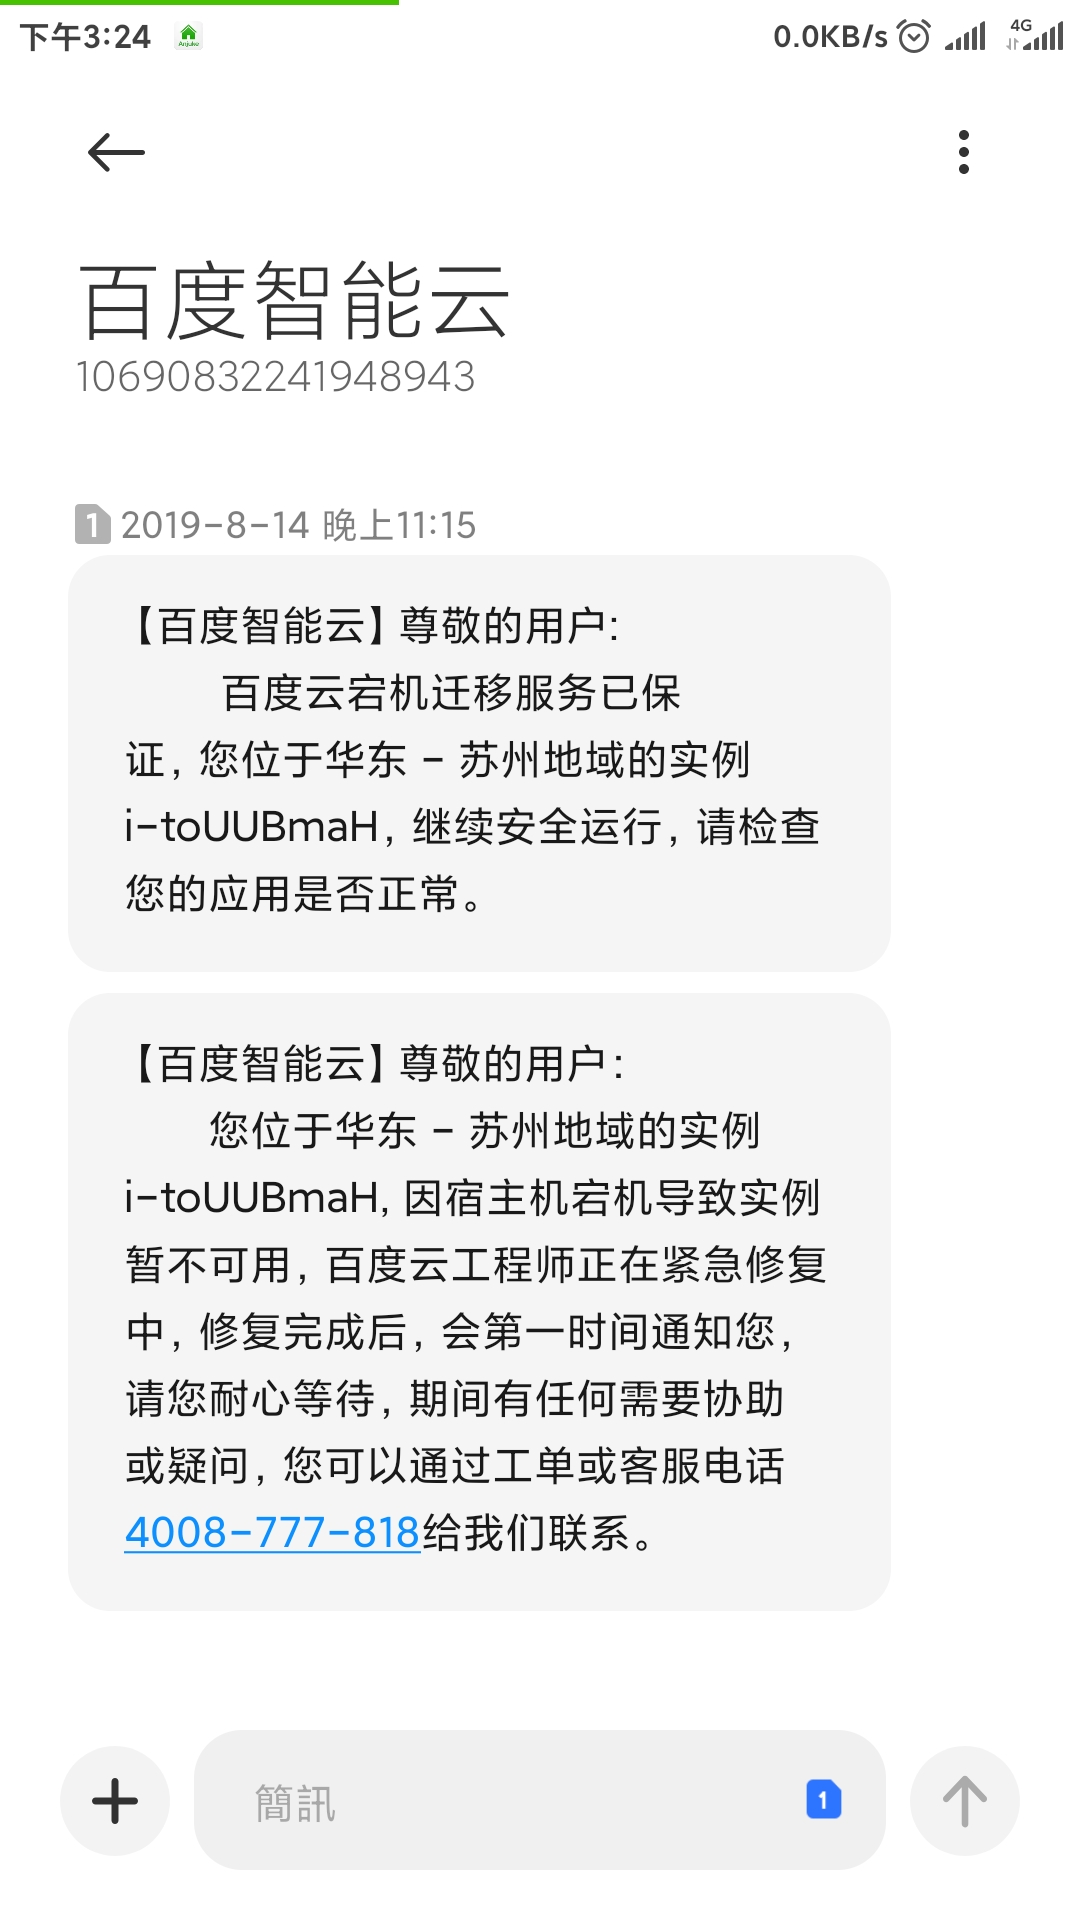 下午3:24
Anjuke
0.0KB/s
4G
百度智能云
10690832241948943
1 2019-8-14 晚上11:15
【百度智能云】尊敬的用户:
百度云宕机迁移服务已保
证, 您位于华东 - 苏州地域的实例
i-toUUBmaH, 继续安全运行, 请检查
您的应用是否正常。
【百度智能云】尊敬的用户:
您位于华东 - 苏州地域的实例
i-toUUBmaH, 因宿主机宕机导致实例
暂不可用, 百度云工程师正在紧急修复
中, 修复完成后, 会第一时间通知您,
请您耐心等待, 期间有任何需要协助
或疑问, 您可以通过工单或客服电话
4008-777-818给我们联系。
簡訊
1